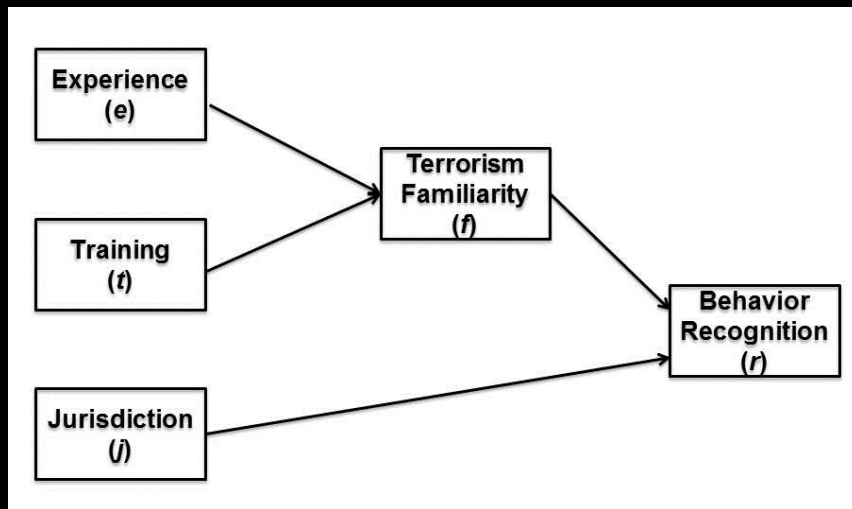 Experience
(e)
Terrorism
Familiarity
(f)
Training
(t)
Behavior
Recognition
(r)
Jurisdiction
(j)